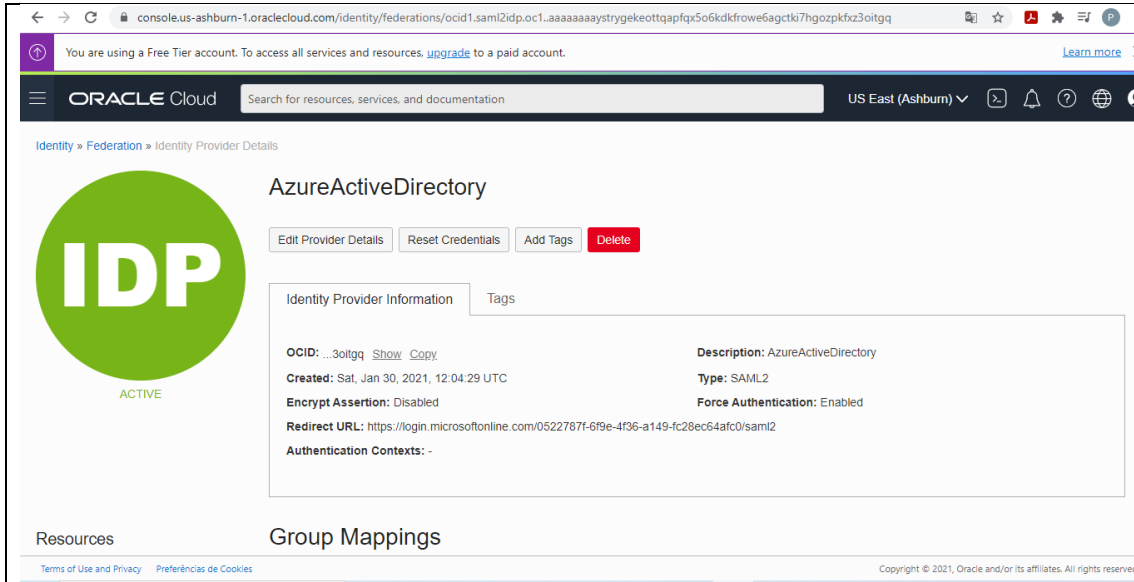 console.us-ashburn-1.oraclecloud.com/identity/federations/ocid1.saml2idp.oc1..aaaaaaaaystrygekeottqapfqx5o6kdkfrowe6agctki7hgozpkfxz3oitgq
P
You are using a Free Tier account. To access all services and resources, upgrade to a paid account.
Learn more
ORACLE Cloud
Search for resources, services, and documentation
US East (Ashburn)
Identity » Federation » Identity Provider Details
IDP
ACTIVE
AzureActiveDirectory
Edit Provider Details Reset Credentials Add Tags Delete
Identity Provider Information Tags
OCID: ...3oitgq Show Copy
Description: AzureActiveDirectory
Created: Sat, Jan 30, 2021, 12:04:29 UTC
Type: SAML2
Encrypt Assertion: Disabled
Force Authentication: Enabled
Redirect URL: https://login.microsoftonline.com/0522787f-6f9e-4f36-a149-fc28ec64afc0/saml2
Authentication Contexts: -
Resources
Group Mappings
Terms of Use and Privacy Preferências de Cookies
Copyright © 2021, Oracle and/or its affiliates. All rights reserved